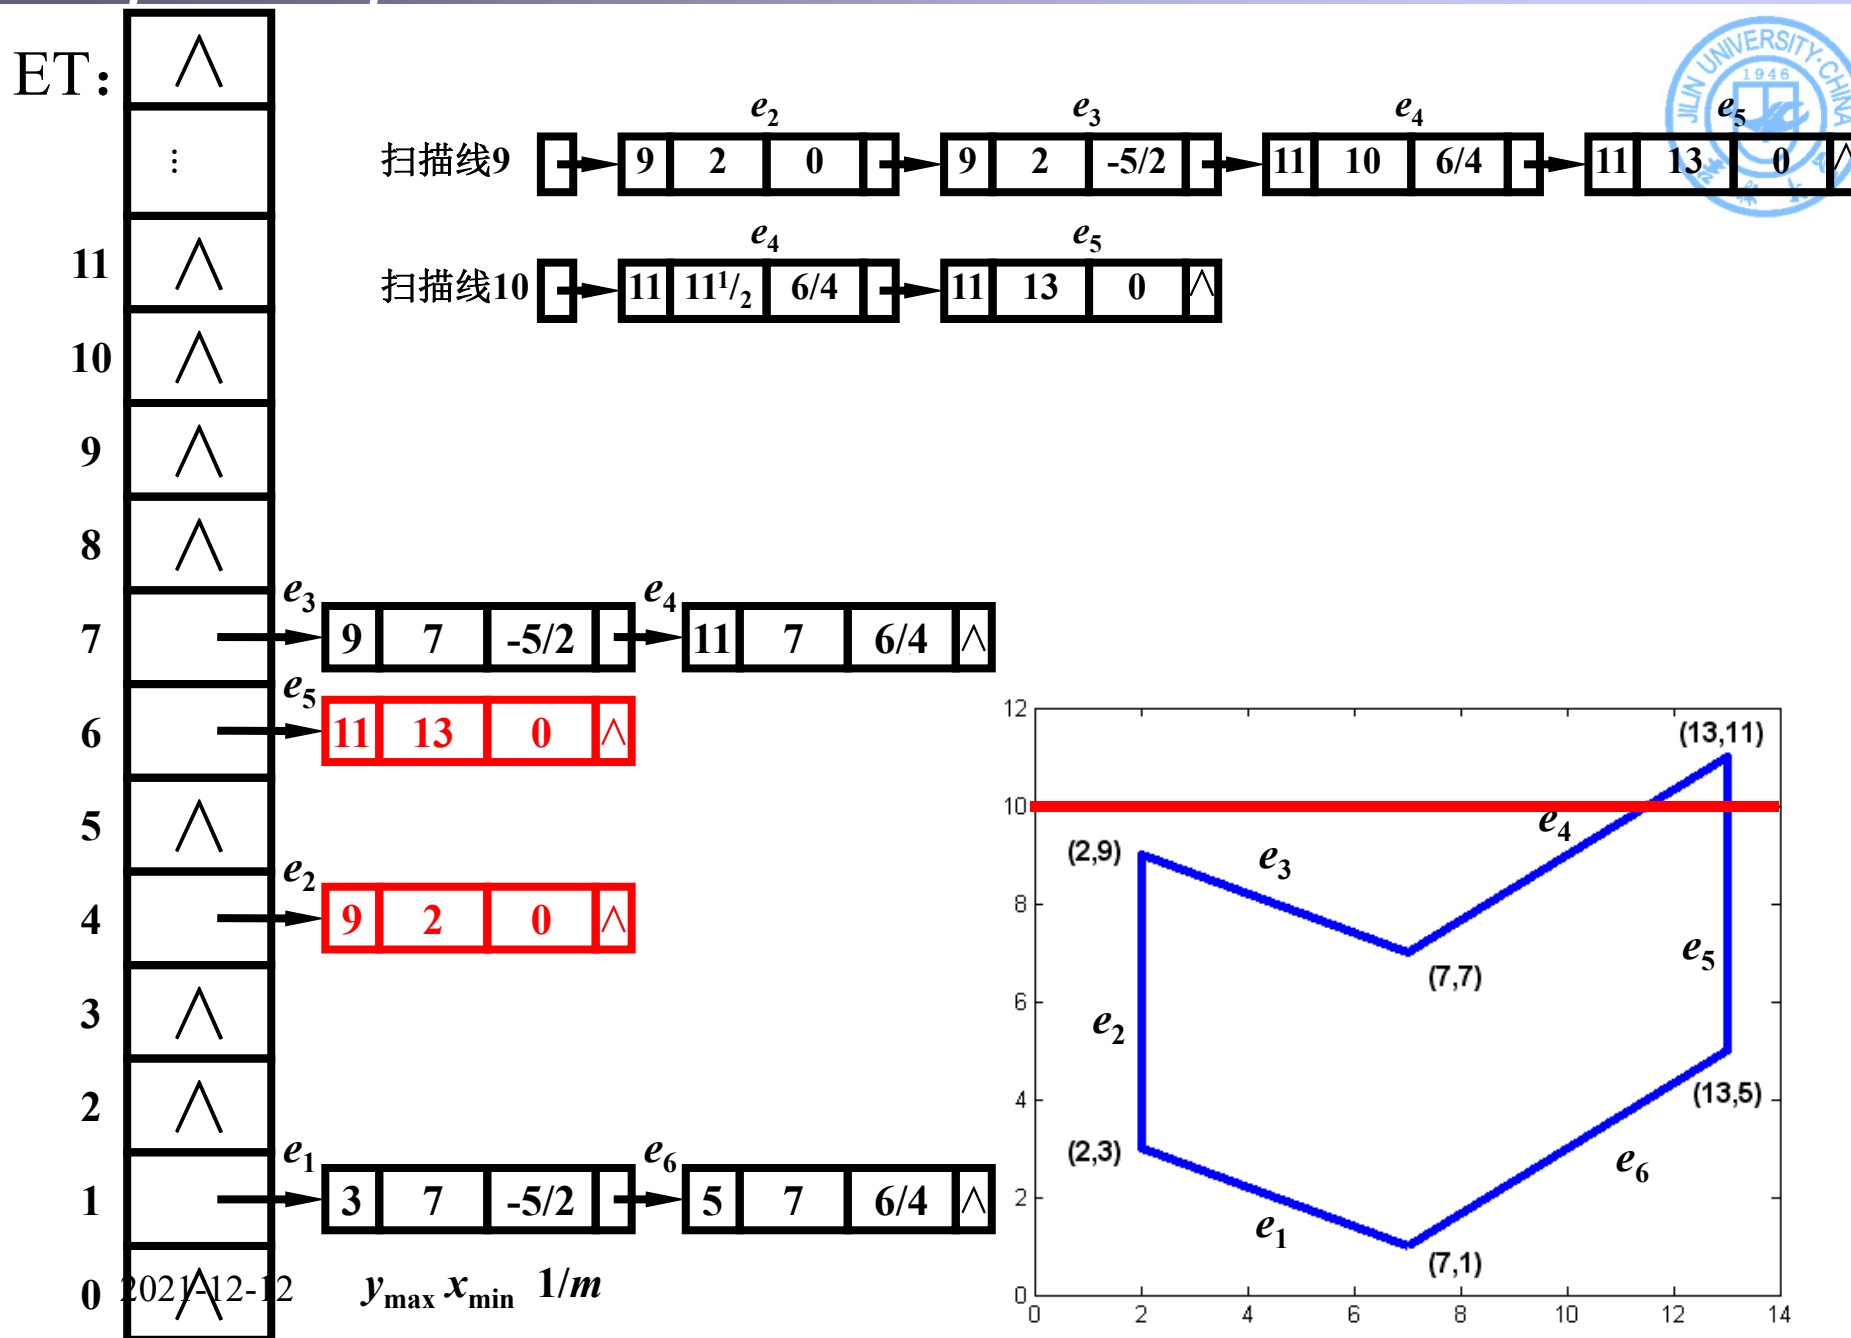 ET:
∧
⋮
扫描线9
e2
9 2 0
e3
9 2 -5/2
e4
11 10 6/4
e5
11 13 0 ∧
扫描线10
e4
11 11 1/2 6/4
e5
11 13 0 ∧
JILIN UNIVERSITY·CHINA
1946
11 ∧
10 ∧
9 ∧
8 ∧
7
e3
9 7 -5/2
e4
11 7 6/4 ∧
6
e5
11 13 0 ∧
5 ∧
4
e2
9 2 0 ∧
3 ∧
2 ∧
1
e1
3 7 -5/2
e6
5 7 6/4 ∧
0 ∧
2021-12-12
ymax xmin 1/m
12
10
8
6
4
2
0
(13,11)
e4
(2,9)
e3
(7,7)
e5
e2
(13,5)
(2,3)
e6
e1
(7,1)
0 2 4 6 8 10 12 14